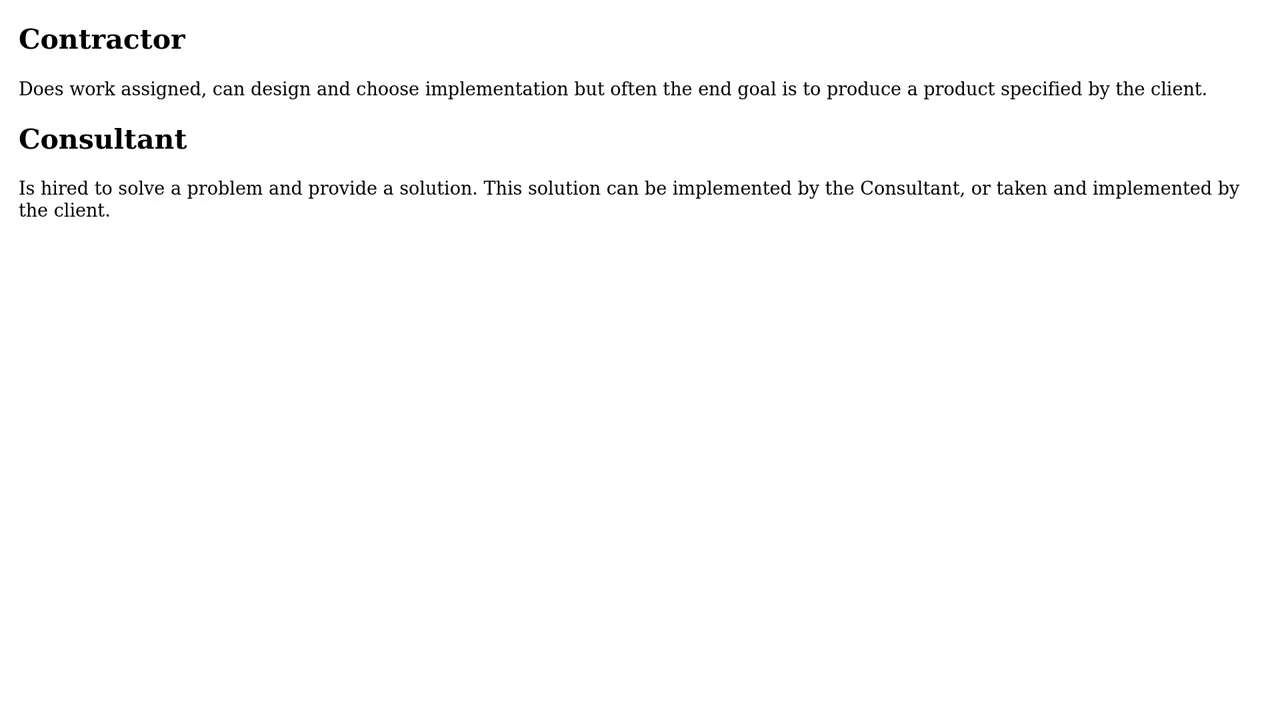 Contractor
Does work assigned, can design and choose implementation but often the end goal is to produce a product specified by the client.
Consultant
Is hired to solve a problem and provide a solution. This solution can be implemented by the Consultant, or taken and implemented by
the client.